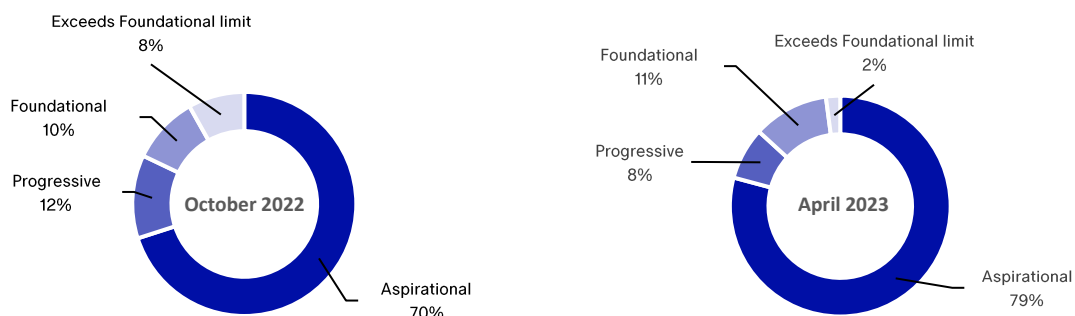 Exceeds Foundational limit
8%
Foundational
10%
Progressive
12%
October 2022
Aspirational
70%
Exceeds Foundational limit
2%
Foundational
11%
Progressive
8%
April 2023
Aspirational
79%